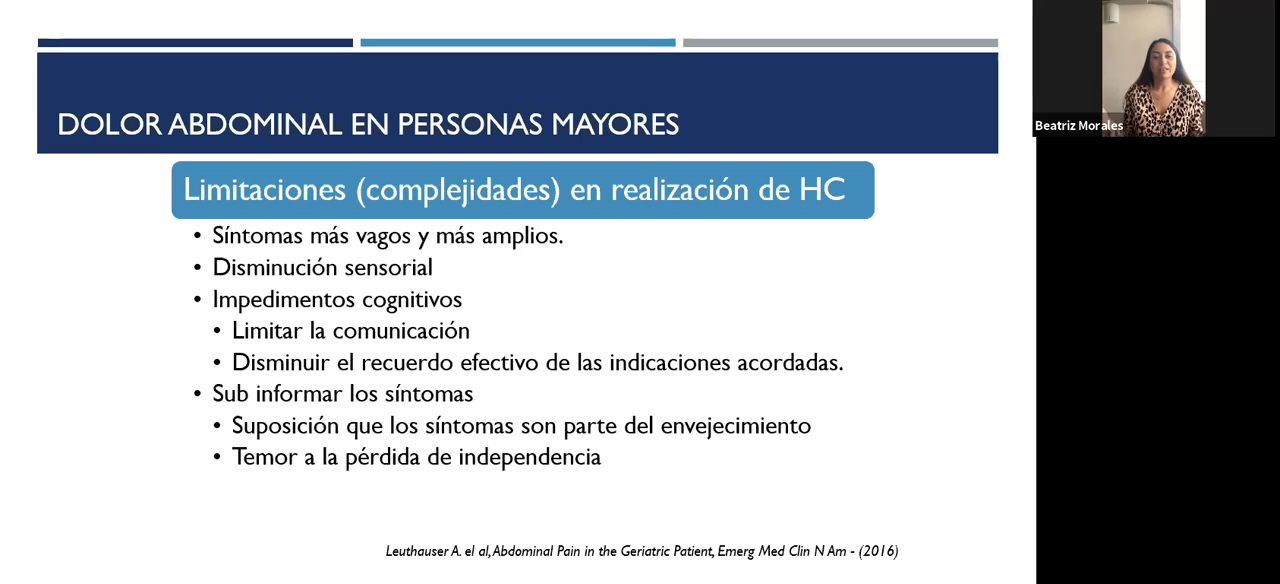 DOLOR ABDOMINAL EN PERSONAS MAYORES
Limitaciones (complejidades) en realización de HC
• Síntomas más vagos y más amplios.
• Disminución sensorial
• Impedimentos cognitivos
• Limitar la comunicación
• Disminuir el recuerdo efectivo de las indicaciones acordadas.
• Sub informar los síntomas
• Suposición que los síntomas son parte del envejecimiento
• Temor a la pérdida de independencia
Leuthauser A. el al, Abdominal Pain in the Geriatric Patient, Emerg Med Clin N Am - (2016)
Beatriz Morales